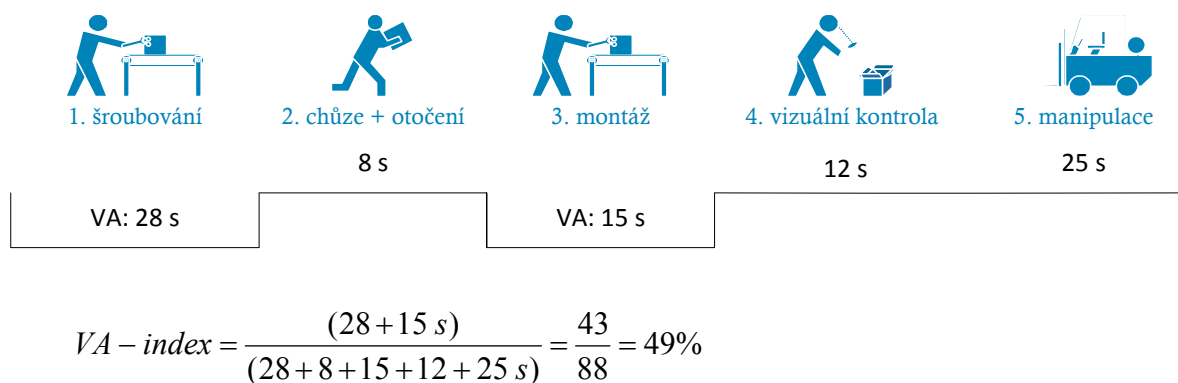 1. šroubování 2. chůze + otočení 3. montáž 4. vizuální kontrola 5. manipulace
8 s 12 s 25 s
VA: 28 s VA: 15 s
VA − index = (28 + 15 s) / (28 + 8 + 15 + 12 + 25 s) = 43 / 88 = 49%